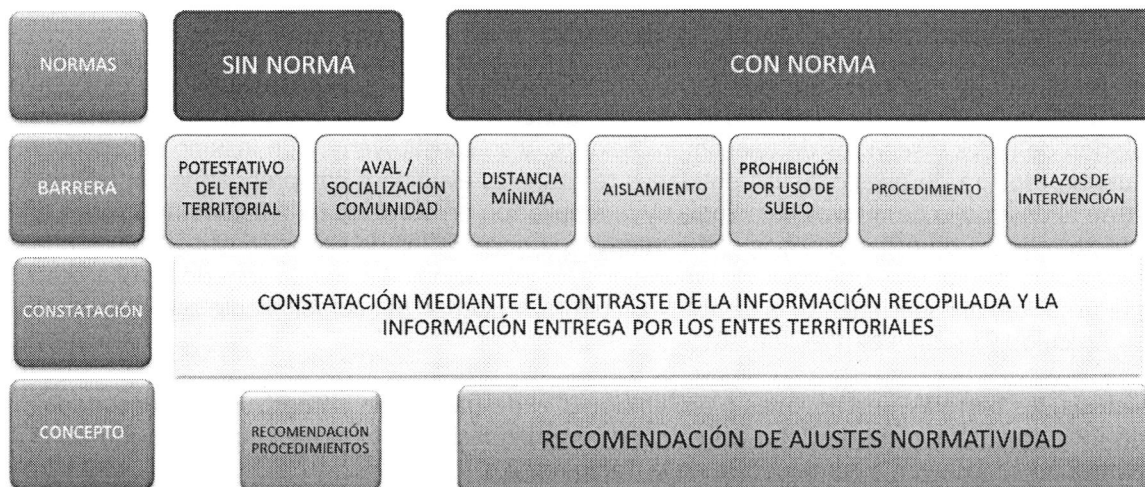 NORMAS
SIN NORMA
CON NORMA
BARRERA
POTESTATIVO
DEL ENTE
TERRITORIAL
AVAL /
SOCIALIZACIÓN
COMUNIDAD
DISTANCIA
MÍNIMA
AISLAMIENTO
PROHIBICIÓN
POR USO DE
SUELO
PROCEDIMIENTO
PLAZOS DE
INTERVENCIÓN
CONSTATACIÓN
CONSTATACIÓN MEDIANTE EL CONTRASTE DE LA INFORMACIÓN RECOPILADA Y LA
INFORMACIÓN ENTREGA POR LOS ENTES TERRITORIALES
CONCEPTO
RECOMENDACIÓN
PROCEDIMIENTOS
RECOMENDACIÓN DE AJUSTES NORMATIVIDAD